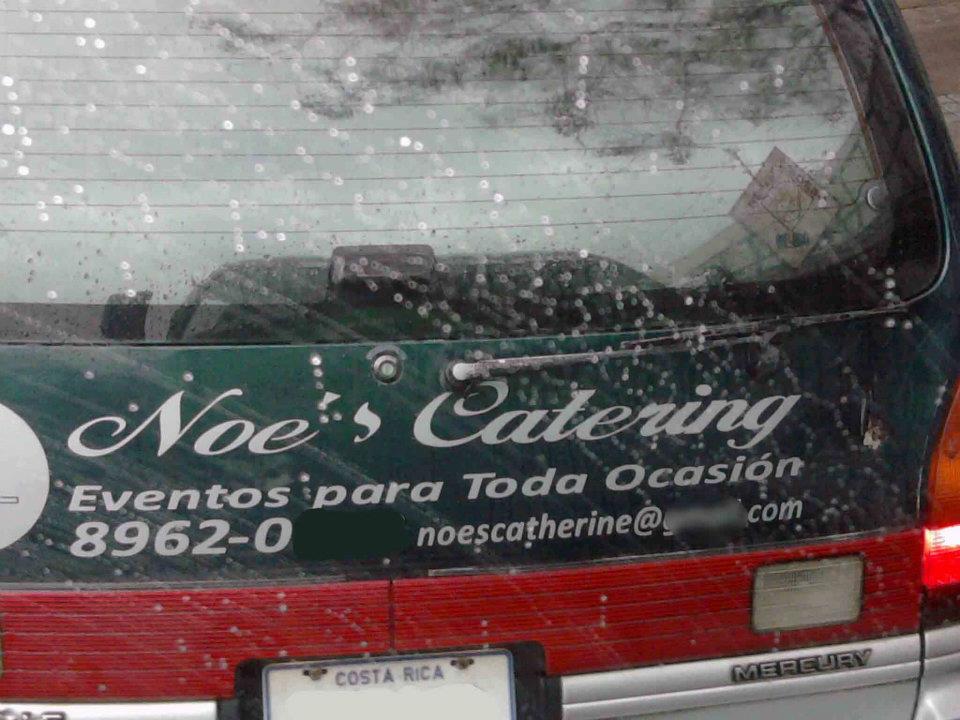 Noe's Catering
Eventos para Toda Ocasión
8962-0 noescatherine@g .com
COSTA RICA
MERCURY